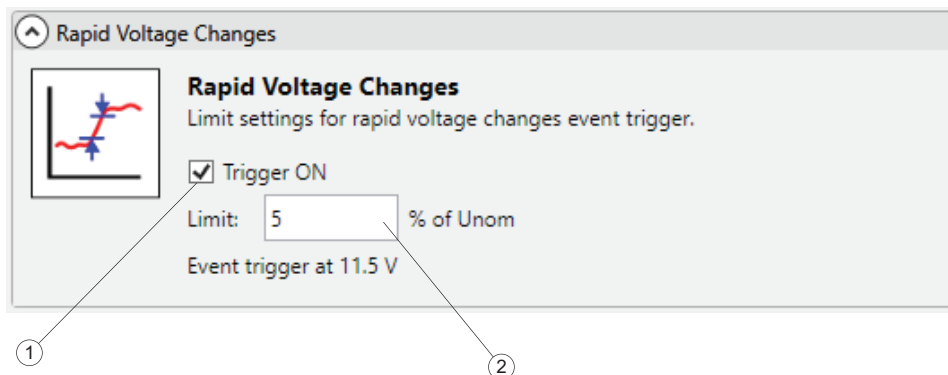 Rapid Voltage Changes
Rapid Voltage Changes
Limit settings for rapid voltage changes event trigger.
Trigger ON
Limit: 5 % of Unom
Event trigger at 11.5 V
1
2